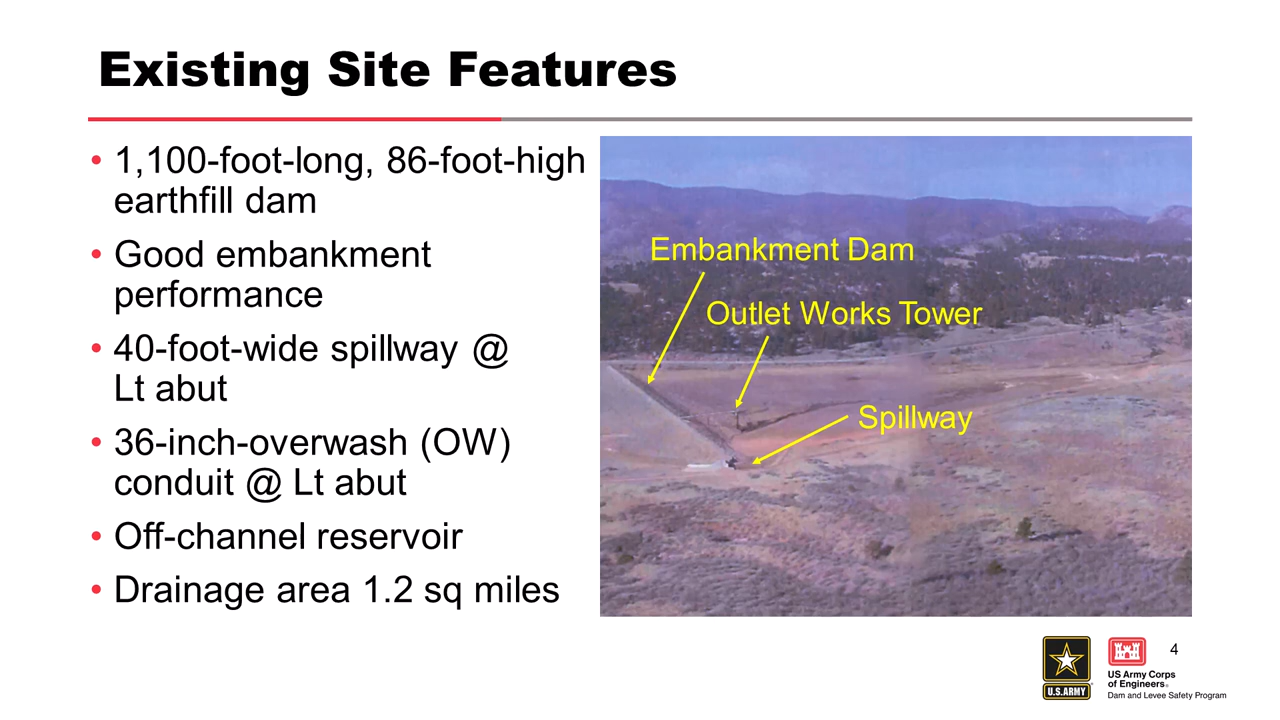 Existing Site Features
• 1,100-foot-long, 86-foot-high
earthfill dam
• Good embankment
performance
• 40-foot-wide spillway @
Lt abut
• 36-inch-overwash (OW)
conduit @ Lt abut
• Off-channel reservoir
• Drainage area 1.2 sq miles
Embankment Dam
Outlet Works Tower
Spillway
4
U.S.ARMY
US Army Corps
of Engineers®
Dam and Levee Safety Program